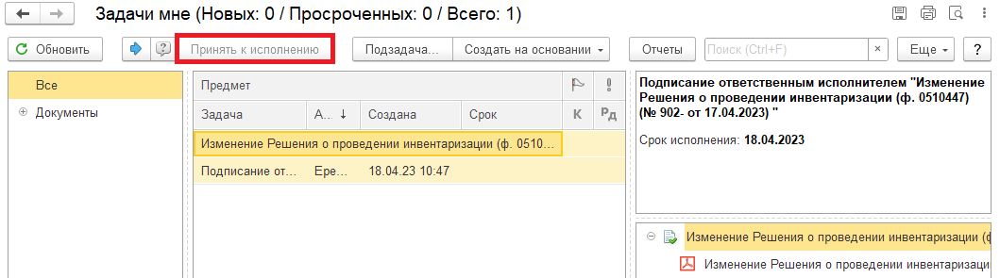 Задачи мне (Новых: 0 / Просроченных: 0 / Всего: 1)
Обновить Принять к исполнению Подзадача... Создать на основании Отчеты Поиск (Ctrl+F) × Еще ?
Все
Документы
Предмет
Задача А... ↓ Создана Срок К Рд
Изменение Решения о проведении инвентаризации (ф. 0510...
Подписание от... Ере... 18.04.23 10:47
Подписание ответственным исполнителем "Изменение
Решения о проведении инвентаризации (ф. 0510447)
(№ 902- от 17.04.2023) "
Срок исполнения: 18.04.2023
Изменение Решения о проведении инвентаризации (ф
Изменение Решения о проведении инвентаризаци